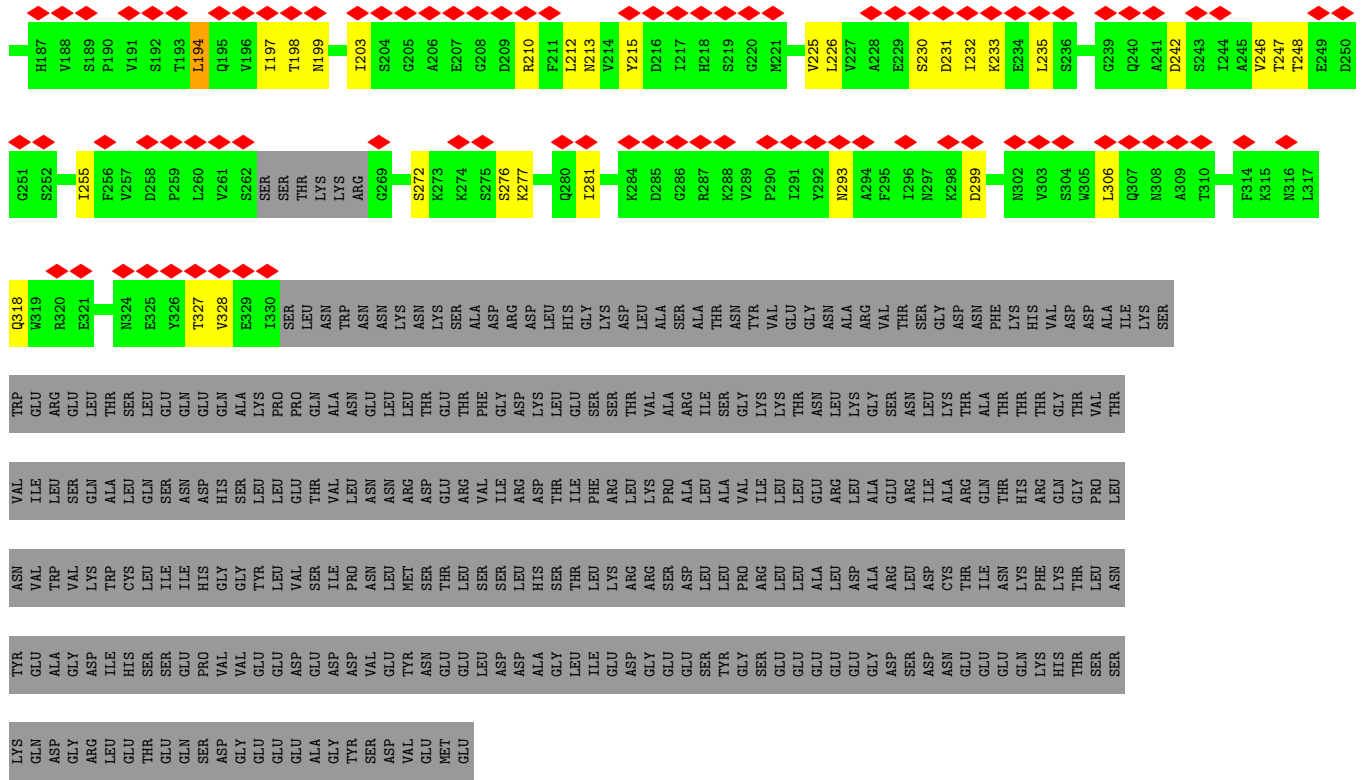 H187 V188 S189 P190 V191 S192 T193 L194 Q195 V196 I197 T198 N199 I203 S204 G205 A206 E207 G208 D209 R210 F211 L212 N213 V214 Y215 D216 I217 H218 S219 G220 M221 V225 L226 V227 A228 E229 S230 D231 I232 K233 E234 L235 S236 G239 Q240 A241 D242 S243 I244 A245 V246 T247 T248 E249 D250
G251 S252 I255 F256 V257 D258 P259 L260 V261 S262 SER SER THR LYS LYS ARG G269 S272 K273 K274 S275 S276 K277 Q280 I281 K284 D285 G286 R287 K288 V289 P290 I291 Y292 N293 A294 F295 I296 N297 K298 D299 N302 V303 S304 W305 L306 Q307 N308 A309 T310 F314 K315 N316 L317
Q318 W319 R320 E321 N324 E325 Y326 T327 V328 E329 I330 SER LEU ASN TRP ASN ASN LYS ASN LYS SER ALA ASP ARG ASP LEU HIS GLY LYS ASP LEU ALA SER ALA THR ASN TYR VAL GLU GLY ASN ALA ARG VAL THR SER GLY ASP ASN PHE LYS HIS VAL ASP ASP ALA ILE LYS SER
TRP GLU ARG GLU LEU THR SER LEU GLU GLN GLU GLN ALA LYS PRO PRO GLN ALA ASN GLU LEU LEU THR GLU THR PHE GLY ASP LYS LEU GLU SER SER THR VAL ALA ARG ILE SER GLY LYS LYS THR ASN LEU LYS GLY SER ASN LEU LYS THR ALA THR THR THR GLY THR VAL THR
VAL ILE LEU SER GLN ALA LEU GLN SER ASN ASP HIS SER LEU LEU GLU THR VAL LEU ASN ASN ARG ASP GLU ARG VAL ILE ARG ASP THR ILE PHE ARG LEU LYS PRO ALA LEU ALA VAL ILE LEU LEU GLU ARG LEU ALA GLU ARG ILE ALA ARG GLN THR HIS ARG GLN GLY PRO LEU
ASN VAL TRP VAL LYS TRP CYS LEU ILE ILE HIS GLY GLY TYR LEU VAL SER ILE PRO ASN LEU MET SER THR LEU SER SER LEU HIS SER THR LEU LYS ARG ARG SER ASP LEU LEU PRO ARG LEU LEU ALA LEU ASP ALA ARG LEU ASP CYS THR ILE ASN LYS PHE LYS THR LEU ASN
TYR GLU ALA GLY ASP ILE HIS SER SER GLU PRO VAL VAL GLU GLU ASP GLU ASP ASP VAL GLU TYR ASN GLU GLU LEU ASP ASP ALA GLY LEU ILE GLU ASP GLY GLU GLU SER TYR GLY SER GLU GLU GLU GLU GLU GLY ASP SER ASP ASN GLU GLU GLU GLN LYS HIS THR SER SER
LYS GLN ASP GLY ARG LEU GLU THR GLU GLN SER ASP GLY GLU GLU GLU ALA GLY TYR SER ASP VAL GLU MET GLU